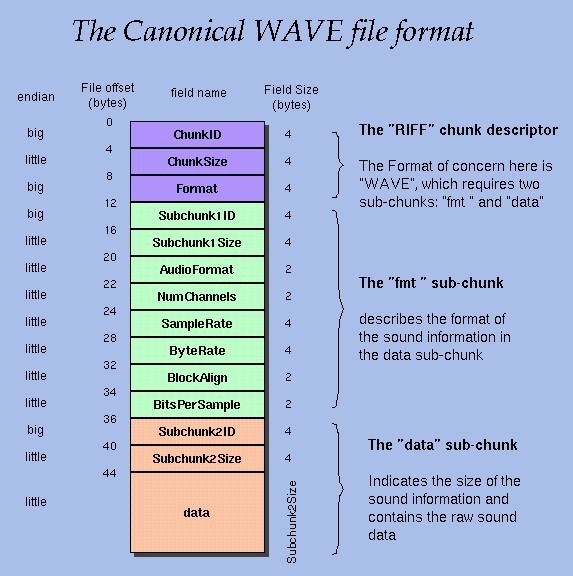 The Canonical WAVE file format
endian
File offset
(bytes)
field name
Field Size
(bytes)
0
big
ChunkID
4
4
little
ChunkSize
4
8
big
Format
4
12
big
Subchunk1ID
4
16
little
Subchunk1Size
4
20
little
AudioFormat
2
22
little
NumChannels
2
24
little
SampleRate
4
28
little
ByteRate
4
32
little
BlockAlign
2
34
little
BitsPerSample
2
36
big
Subchunk2ID
4
40
little
Subchunk2Size
4
44
little
data
Subchunk2Size
The "RIFF" chunk descriptor
The Format of concern here is
"WAVE", which requires two
sub-chunks: "fmt " and "data"
The "fmt " sub-chunk
describes the format of
the sound information in
the data sub-chunk
The "data" sub-chunk
Indicates the size of the
sound information and
contains the raw sound
data